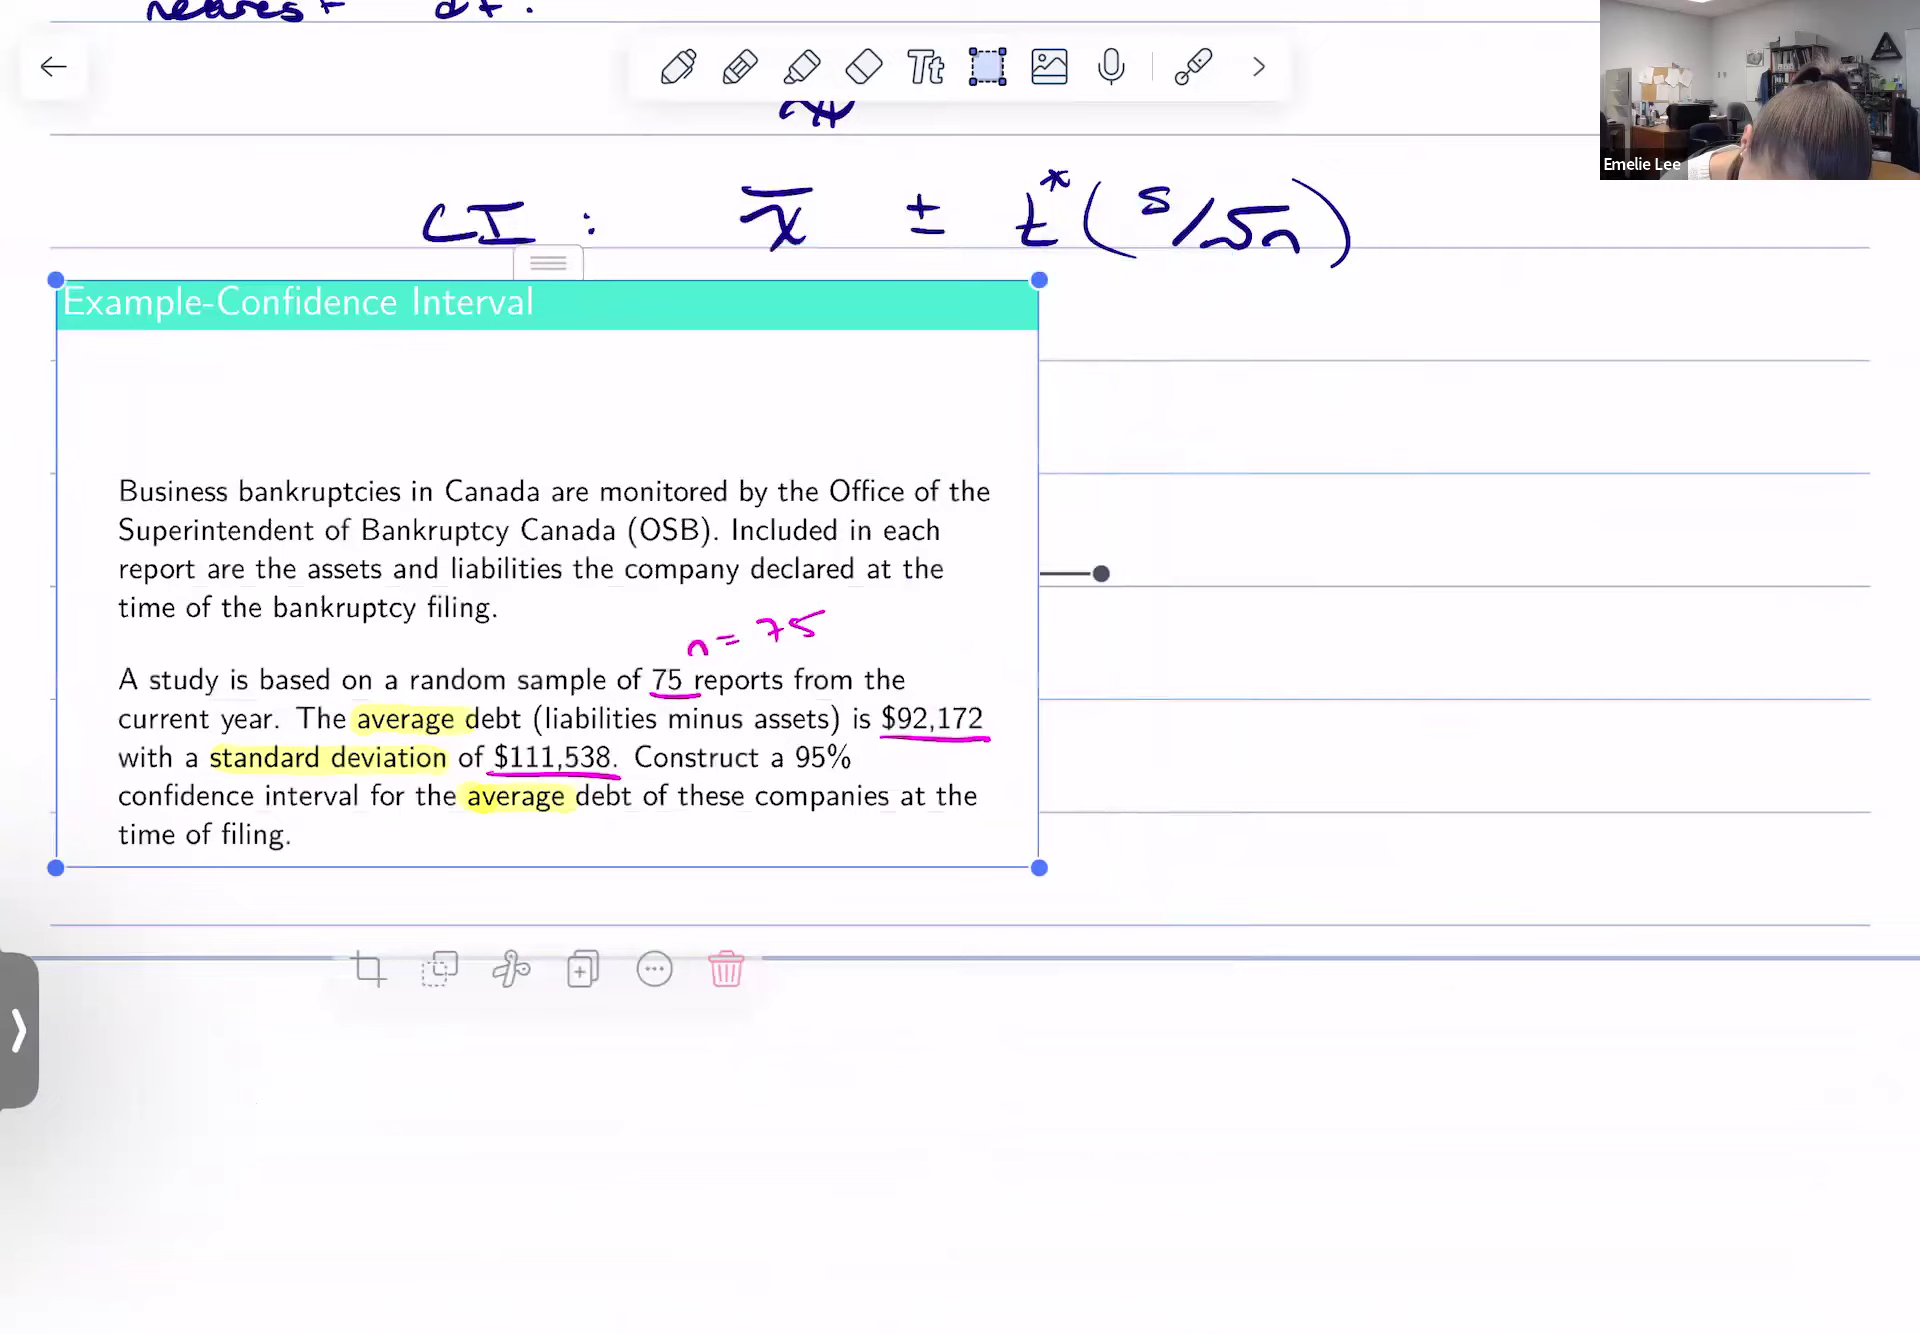 nearest df.
Tt
Emelie Lee
CI : x̄ ± t*(s/√n)
Example-Confidence Interval
Business bankruptcies in Canada are monitored by the Office of the
Superintendent of Bankruptcy Canada (OSB). Included in each
report are the assets and liabilities the company declared at the
time of the bankruptcy filing.
n = 75
A study is based on a random sample of 75 reports from the
current year. The average debt (liabilities minus assets) is $92,172
with a standard deviation of $111,538. Construct a 95%
confidence interval for the average debt of these companies at the
time of filing.